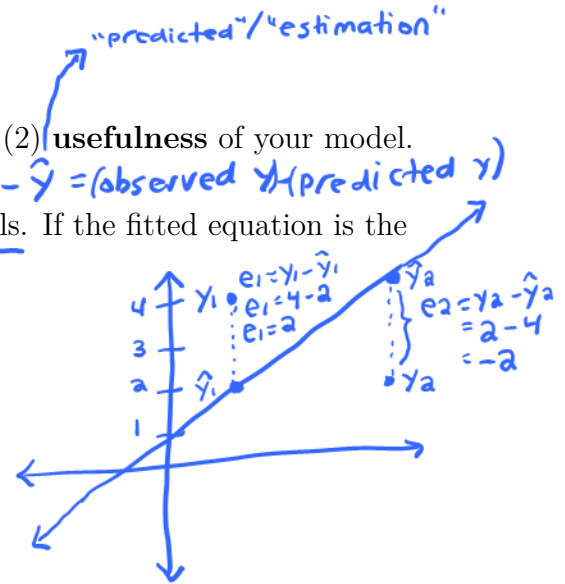 "predicted"/"estimation"
(2) usefulness of your model.
- ŷ = (observed y)-(predicted y)
ls. If the fitted equation is the
e₁=y₁-ŷ₁
ŷ₂
4 y₁ e₁=4-2
e₂=y₂-ŷ₂
e₁=2
=2-4
3
=-2
2 ŷ₁
y₂
1